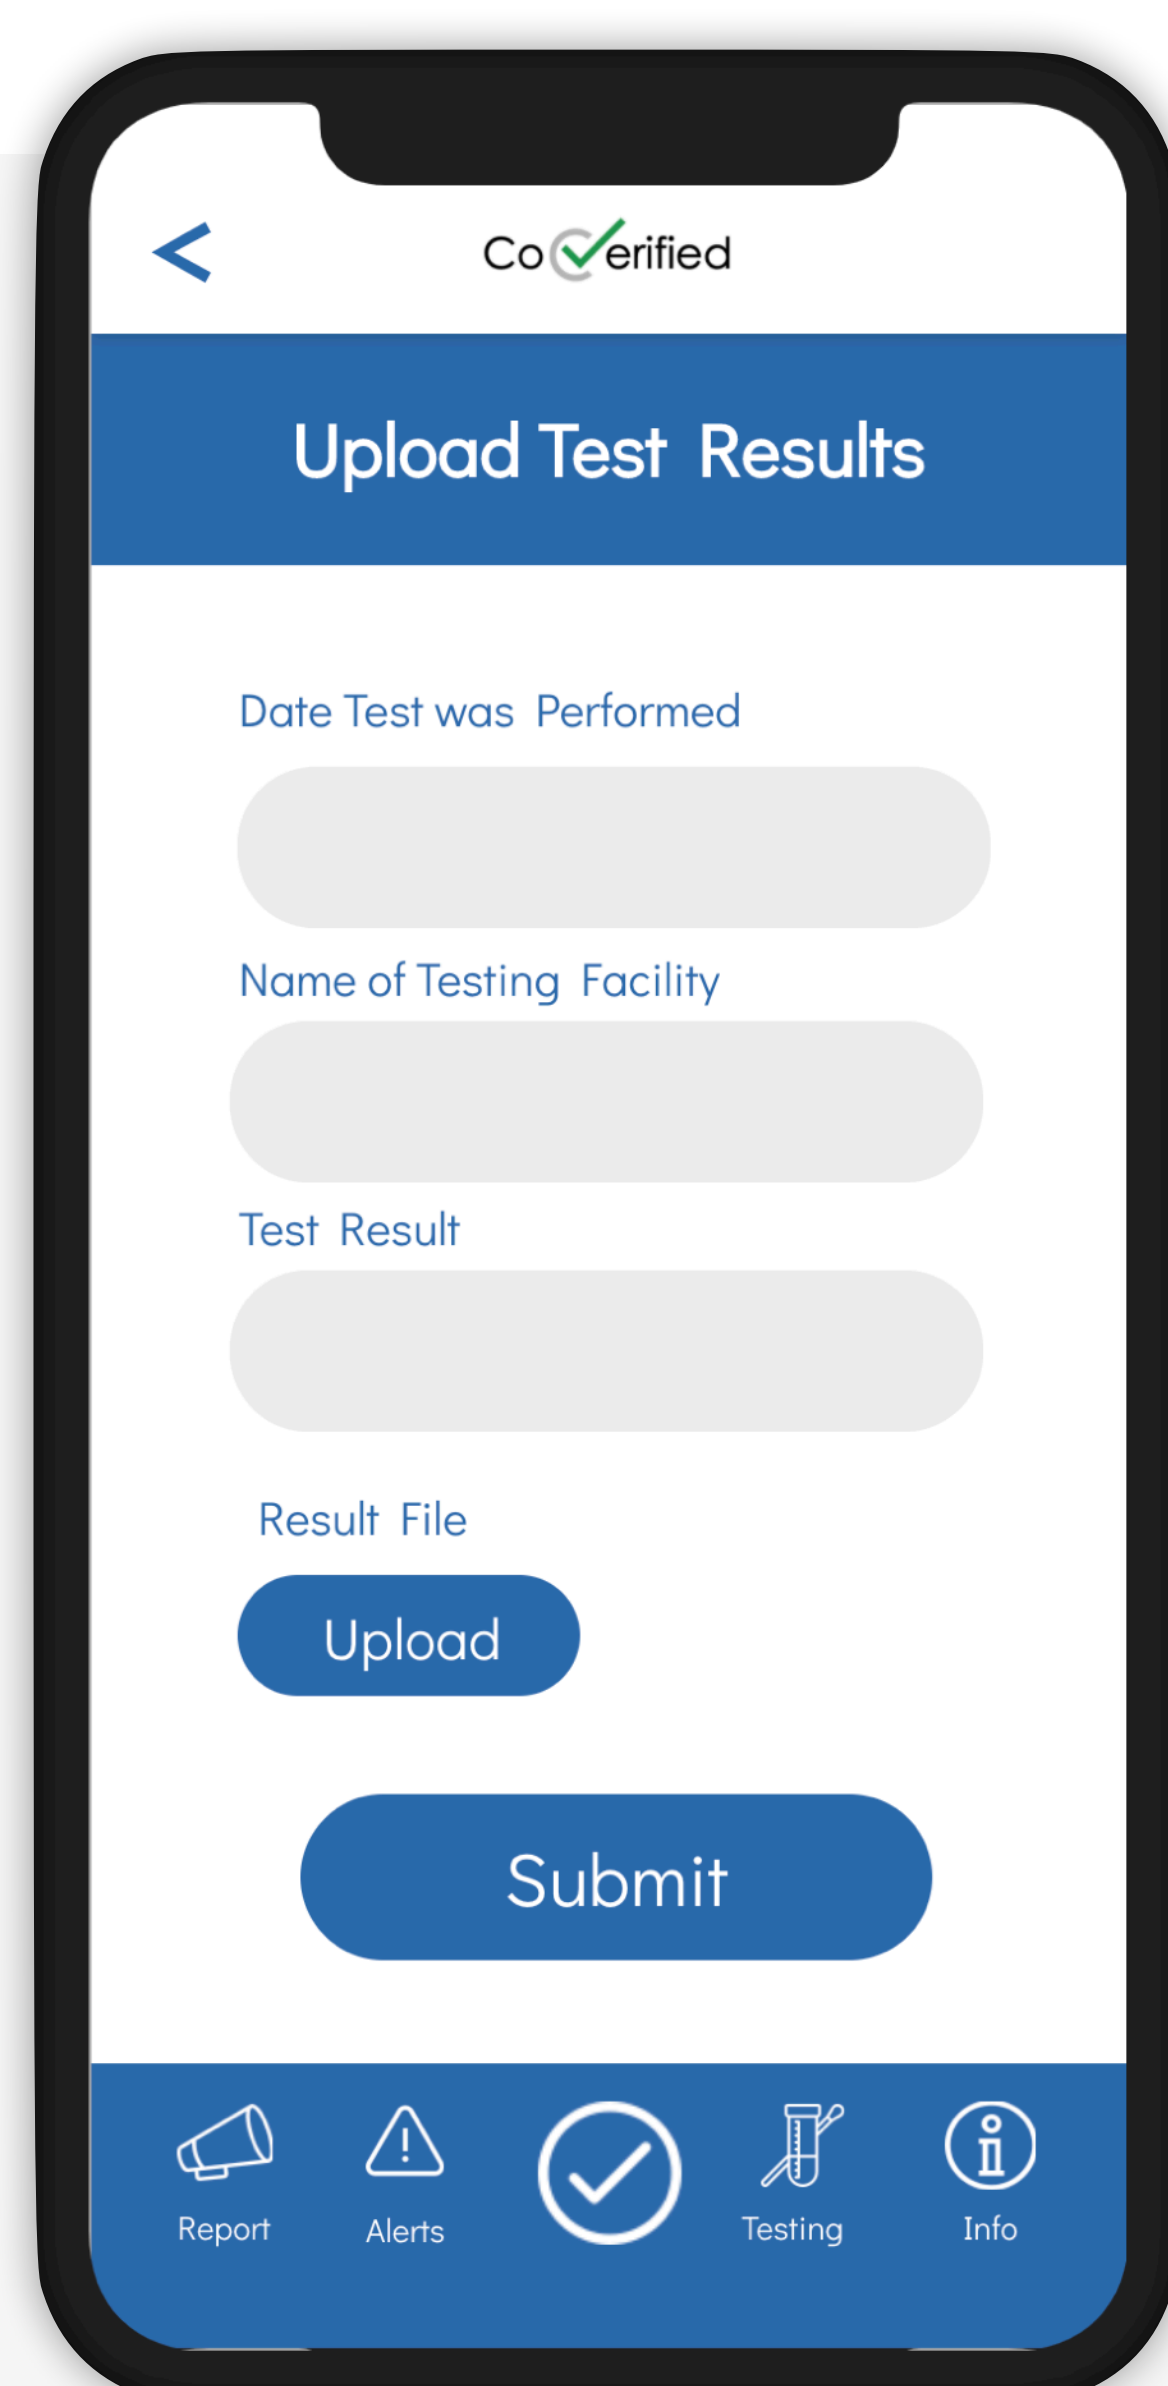 CoVerified
Upload Test Results
Date Test was Performed
Name of Testing Facility
Test Result
Result File
Upload
Submit
Report
Alerts
Testing
Info